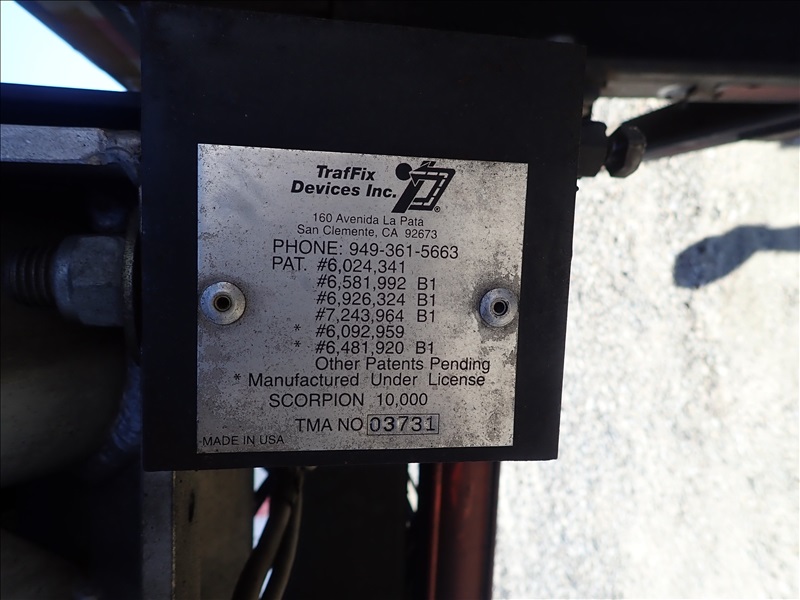 TrafFix
Devices Inc.
160 Avenida La Pata
San Clemente, CA 92673
PHONE: 949-361-5663
PAT. #6,024,341
#6,581,992 B1
#6,926,324 B1
#7,243,964 B1
* #6,092,959
* #6,481,920 B1
Other Patents Pending
* Manufactured Under License
SCORPION 10,000
TMA NO 03731
MADE IN USA